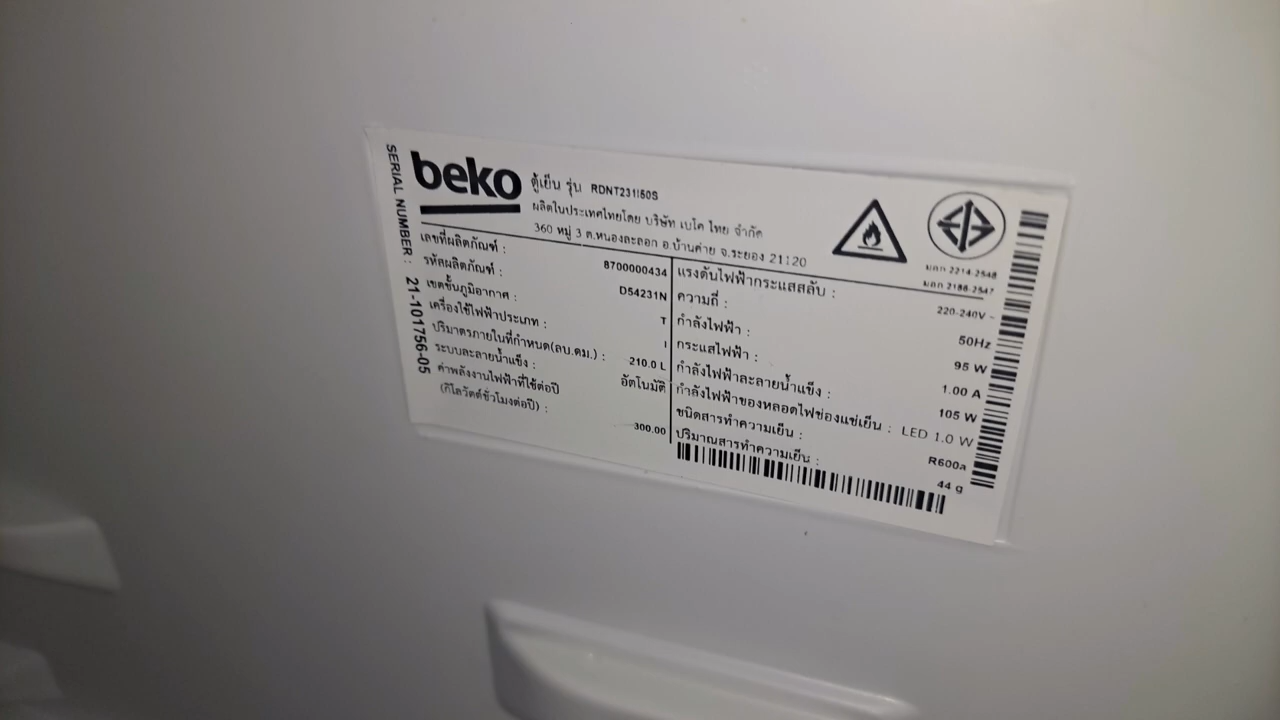 beko
ตู้เย็น รุ่น RDNT231I50S
ผลิตในประเทศไทยโดย บริษัท เบโค ไทย จำกัด
360 หมู่ 3 ต.หนองละลอก อ.บ้านค่าย จ.ระยอง 21120
มอก 2214-2548
มอก 2186-2547
SERIAL NUMBER : 21-101756-05
เลขที่ผลิตภัณฑ์ : 8700000434
รหัสผลิตภัณฑ์ : D54231N
เขตชั้นภูมิอากาศ : T
เครื่องใช้ไฟฟ้าประเภท : I
ปริมาตรภายในที่กำหนด(ลบ.ดม.) : 210.0 L
ระบบละลายน้ำแข็ง : อัตโนมัติ
ค่าพลังงานไฟฟ้าที่ใช้ต่อปี
(กิโลวัตต์ชั่วโมงต่อปี) : 300.00
แรงดันไฟฟ้ากระแสสลับ : 220-240V ~
ความถี่ : 50Hz
กำลังไฟฟ้า : 95 W
กระแสไฟฟ้า : 1.00 A
กำลังไฟฟ้าละลายน้ำแข็ง : 105 W
กำลังไฟฟ้าของหลอดไฟช่องแช่เย็น : LED 1.0 W
ชนิดสารทำความเย็น : R600a
ปริมาณสารทำความเย็น : 44 g